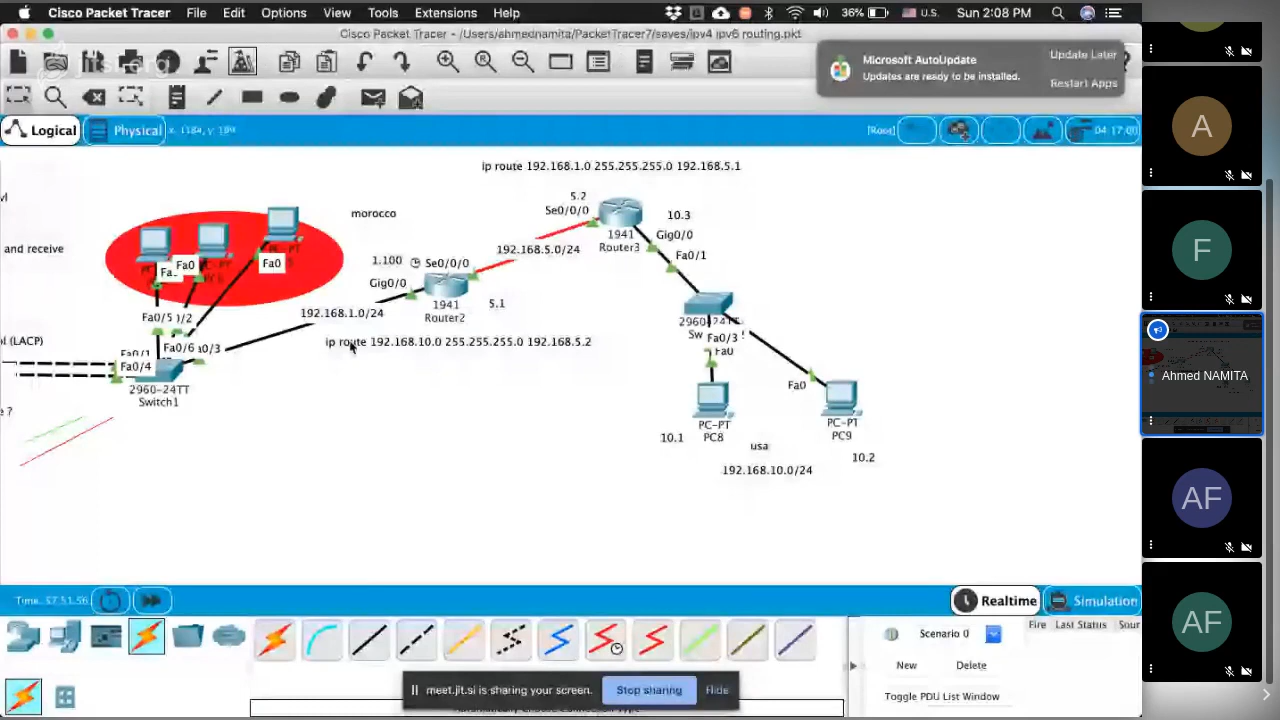 Cisco Packet Tracer File Edit Options View Tools Extensions Help
36% U.S. Sun 2:08 PM
Cisco Packet Tracer - /Users/ahmednamita/PacketTracer7/saves/ipv4 ipv6 routing.pkt
jitsi.org
Microsoft AutoUpdate
Updates are ready to be installed.
Update Later
Restart Apps
Logical
Physical
[Root]
04:17:00
ip route 192.168.1.0 255.255.255.0 192.168.5.1
and receive
morocco
5.2
Se0/0/0
1941
Router3
10.3
Gig0/0
Fa0/1
192.168.5.0/24
1.100
Se0/0/0
Gig0/0
1941
Router2
5.1
Fa0
Fa0
192.168.1.0/24
ip route 192.168.10.0 255.255.255.0 192.168.5.2
(LACP)
Fa0/5
Fa0/6
Fa0/1
Fa0/4
2960-24TT
Switch1
Fa0/3
Fa0
Fa0
PC-PT
PC8
PC-PT
PC9
10.1
usa
10.2
192.168.10.0/24
Realtime
Simulation
Scenario 0
Fire Last Status
New
Delete
Toggle PDU List Window
meet.jit.si is sharing your screen.
Stop sharing
Hide
A
F
Ahmed NAMITA
AF
AF